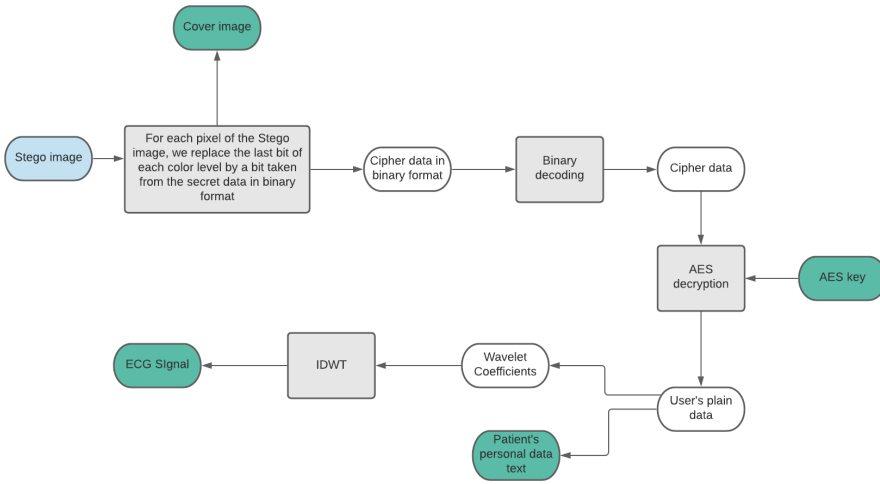 Cover image
Stego image
For each pixel of the Stego
image, we replace the last bit of
each color level by a bit taken
from the secret data in binary
format
Cipher data in
binary format
Binary
decoding
Cipher data
AES
decryption
AES key
ECG SIgnal
IDWT
Wavelet
Coefficients
User's plain
data
Patient's
personal data
text